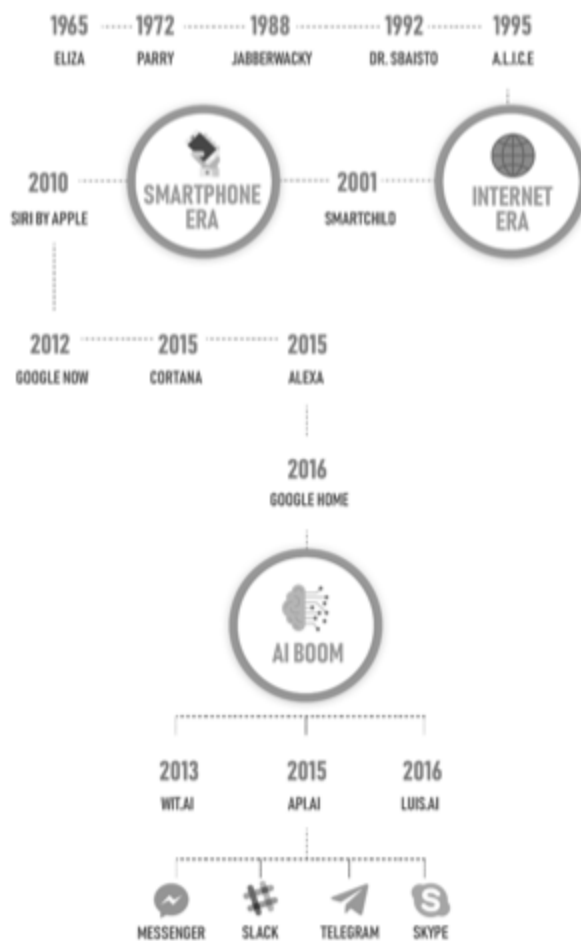 1965 1972 1988 1992 1995
ELIZA PARRY JABBERWACKY DR. SBAISTO A.L.I.C.E
SMARTPHONE
ERA
INTERNET
ERA
2010 2001
SIRI BY APPLE SMARTCHILD
2012 2015 2015
GOOGLE NOW CORTANA ALEXA
2016
GOOGLE HOME
AI BOOM
2013 2015 2016
WIT.AI API.AI LUIS.AI
MESSENGER SLACK TELEGRAM SKYPE